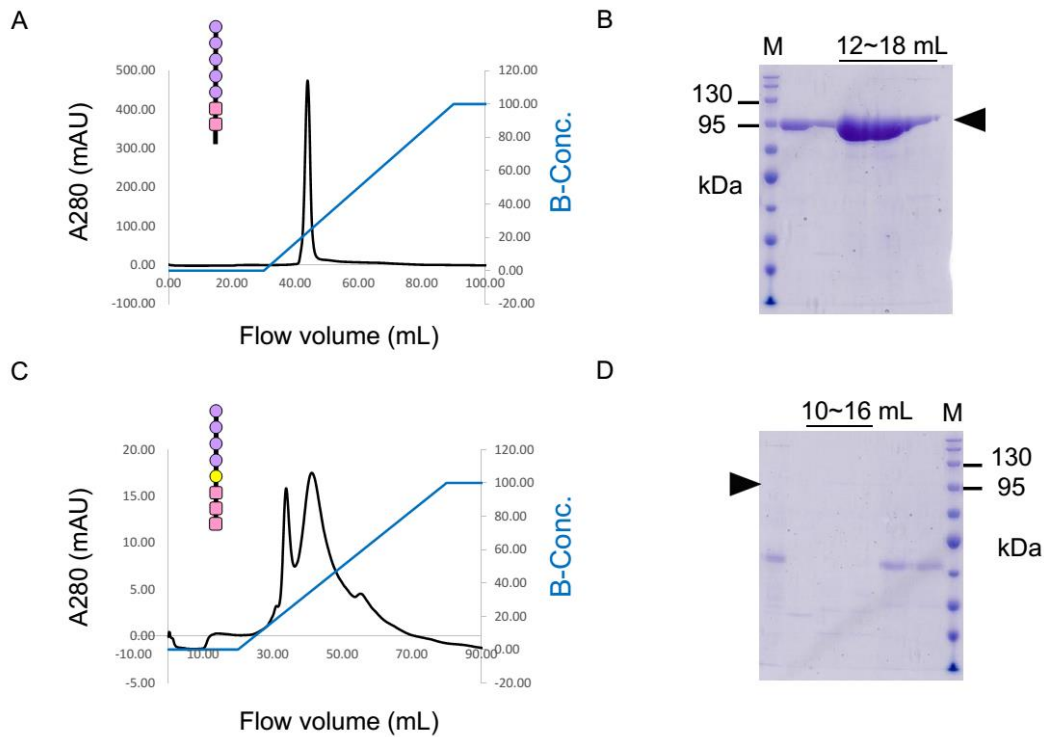 A
500.00
400.00
300.00
200.00
100.00
0.00
-100.00
A280 (mAU)
0.00 20.00 40.00 60.00 80.00 100.00
120.00
100.00
80.00
60.00
40.00
20.00
0.00
-20.00
B-Conc.
Flow volume (mL)
B
M 12~18 mL
130
95
kDa
C
20.00
15.00
10.00
5.00
0.00
-5.00
A280 (mAU)
-10.00 10.00 30.00 50.00 70.00 90.00
120.00
100.00
80.00
60.00
40.00
20.00
0.00
-20.00
B-Conc.
Flow volume (mL)
D
10~16 mL M
130
95
kDa